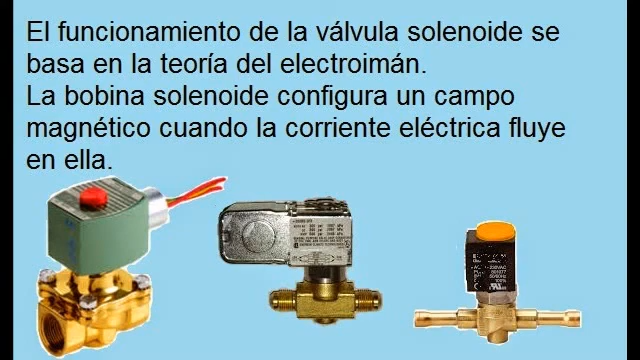 El funcionamiento de la válvula solenoide se
basa en la teoría del electroimán.
La bobina solenoide configura un campo
magnético cuando la corriente eléctrica fluye
en ella.